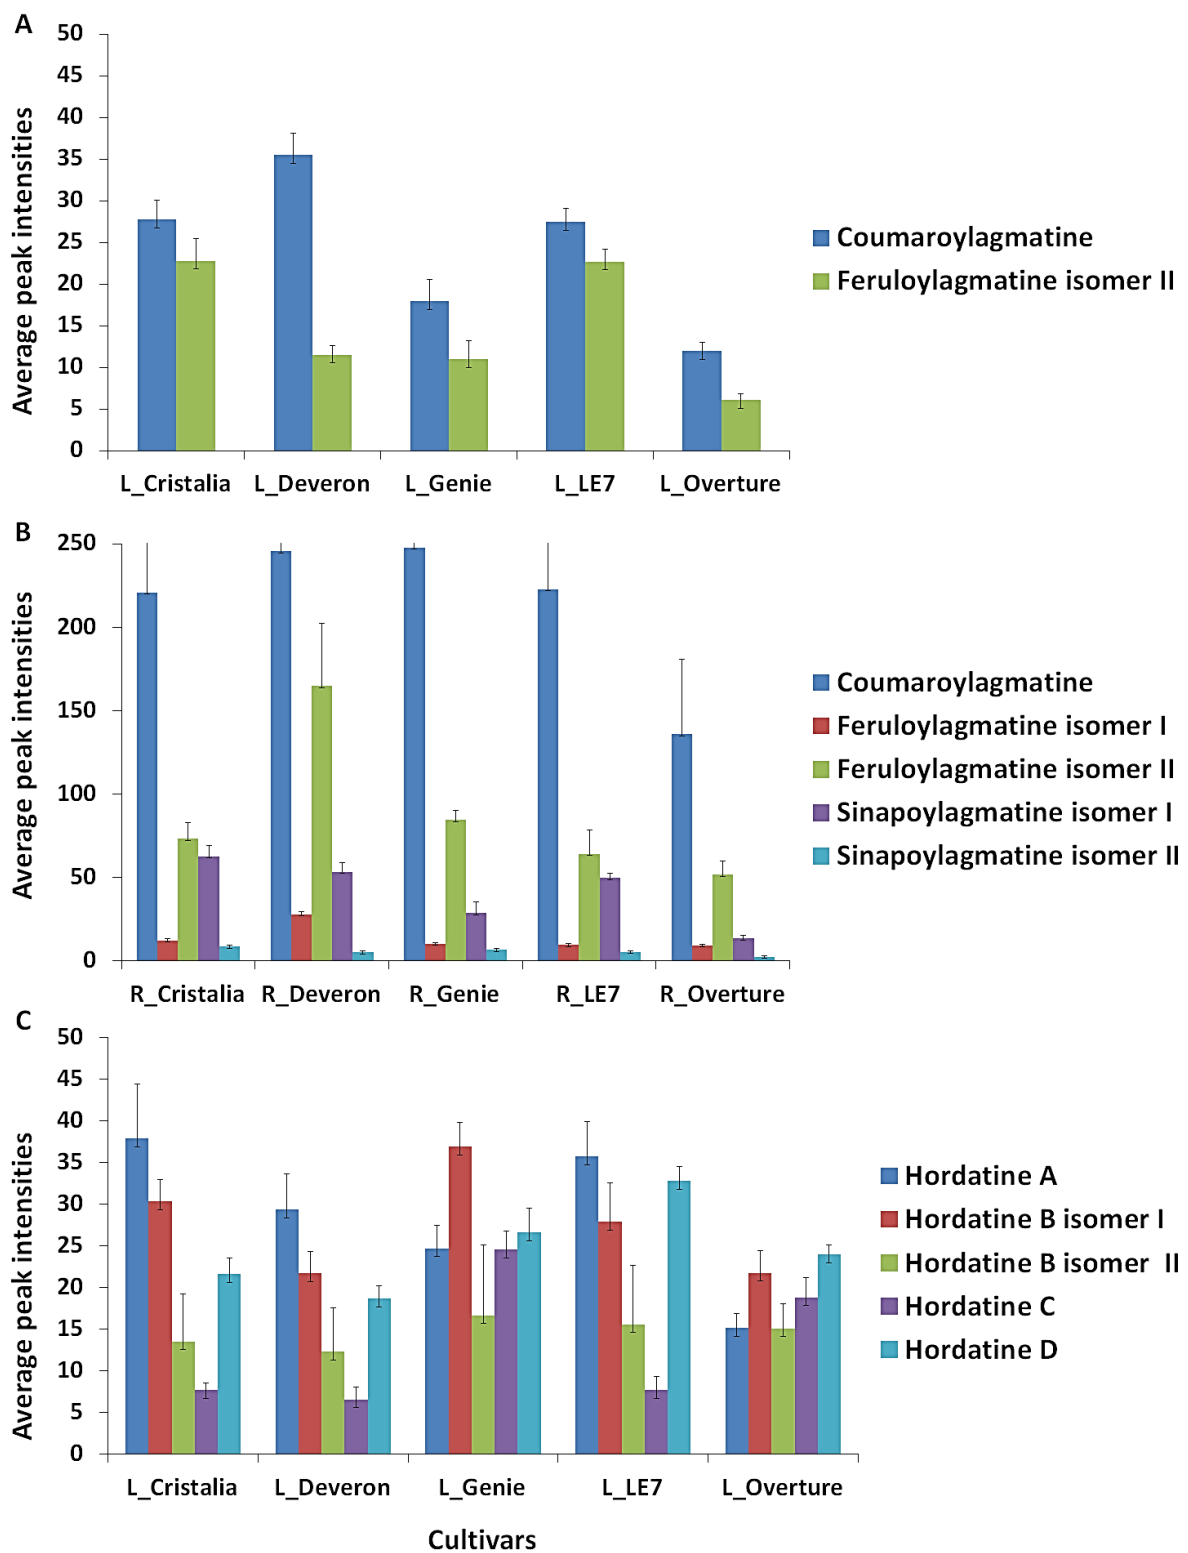 A
50
45
40
35
30
25
20
15
10
5
0
Average peak intensities
L_Cristalia L_Deveron L_Genie L_LE7 L_Overture
Coumaroylagmatine
Feruloylagmatine isomer II
B
250
200
150
100
50
0
Average peak intensities
R_Cristalia R_Deveron R_Genie R_LE7 R_Overture
Coumaroylagmatine
Feruloylagmatine isomer I
Feruloylagmatine isomer II
Sinapoylagmatine isomer I
Sinapoylagmatine isomer II
C
50
45
40
35
30
25
20
15
10
5
0
Average peak intensities
L_Cristalia L_Deveron L_Genie L_LE7 L_Overture
Cultivars
Hordatine A
Hordatine B isomer I
Hordatine B isomer II
Hordatine C
Hordatine D